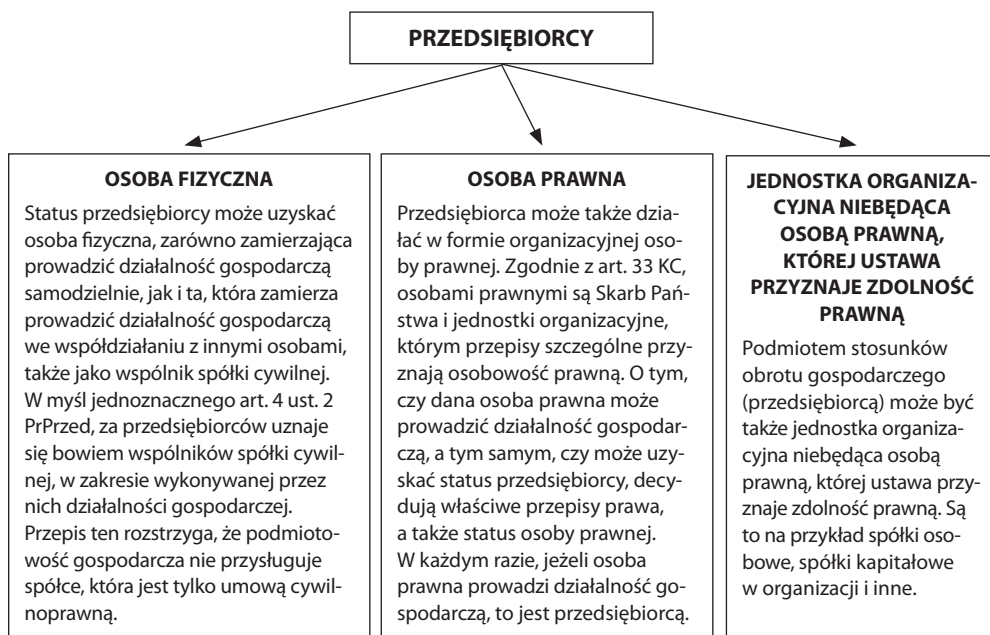 PRZEDSIĘBIORCY
OSOBA FIZYCZNA
Status przedsiębiorcy może uzyskać
osoba fizyczna, zarówno zamierzająca
prowadzić działalność gospodarczą
samodzielnie, jak i ta, która zamierza
prowadzić działalność gospodarczą
we współdziałaniu z innymi osobami,
także jako wspólnik spółki cywilnej.
W myśl jednoznacznego art. 4 ust. 2
PrPrzed, za przedsiębiorców uznaje
się bowiem wspólników spółki cywil-
nej, w zakresie wykonywanej przez
nich działalności gospodarczej.
Przepis ten rozstrzyga, że podmioto-
wość gospodarcza nie przysługuje
spółce, która jest tylko umową cywil-
noprawną.
OSOBA PRAWNA
Przedsiębiorca może także dzia-
łać w formie organizacyjnej oso-
by prawnej. Zgodnie z art. 33 KC,
osobami prawnymi są Skarb Pań-
stwa i jednostki organizacyjne,
którym przepisy szczególne przy-
znają osobowość prawną. O tym,
czy dana osoba prawna może
prowadzić działalność gospodar-
czą, a tym samym, czy może uzy-
skać status przedsiębiorcy, decy-
dują właściwe przepisy prawa,
a także status osoby prawnej.
W każdym razie, jeżeli osoba
prawna prowadzi działalność go-
spodarczą, to jest przedsiębiorcą.
JEDNOSTKA ORGANIZA-
CYJNA NIEBĘDĄCA
OSOBĄ PRAWNĄ,
KTÓREJ USTAWA
PRZYZNAJE ZDOLNOŚĆ
PRAWNĄ
Podmiotem stosunków
obrotu gospodarczego
(przedsiębiorcą) może być
także jednostka organiza-
cyjna niebędąca osobą
prawną, której ustawa przy-
znaje zdolność prawną. Są
to na przykład spółki oso-
bowe, spółki kapitałowe
w organizacji i inne.